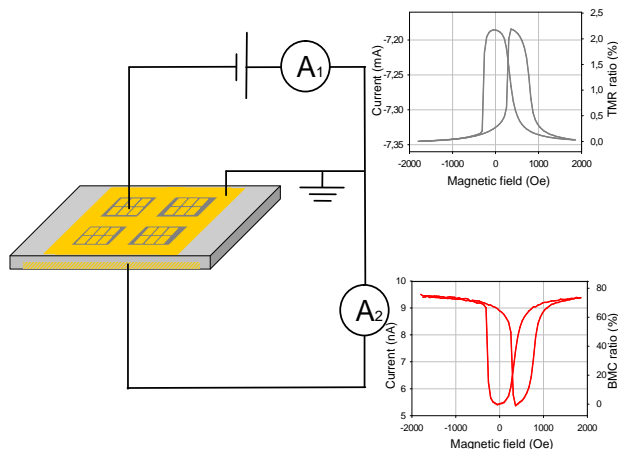 A1
2,5
-7,20
2,0
-7,25
1,5
1,0
-7,30
0,5
-7,35
0,0
Current (mA)
TMR ratio (%)
-2000 -1000 0 1000 2000
Magnetic field (Oe)
A2
10
9
8
7
6
5
80
60
40
20
0
Current (nA)
BMC ratio (%)
-2000 -1000 0 1000 2000
Magnetic field (Oe)